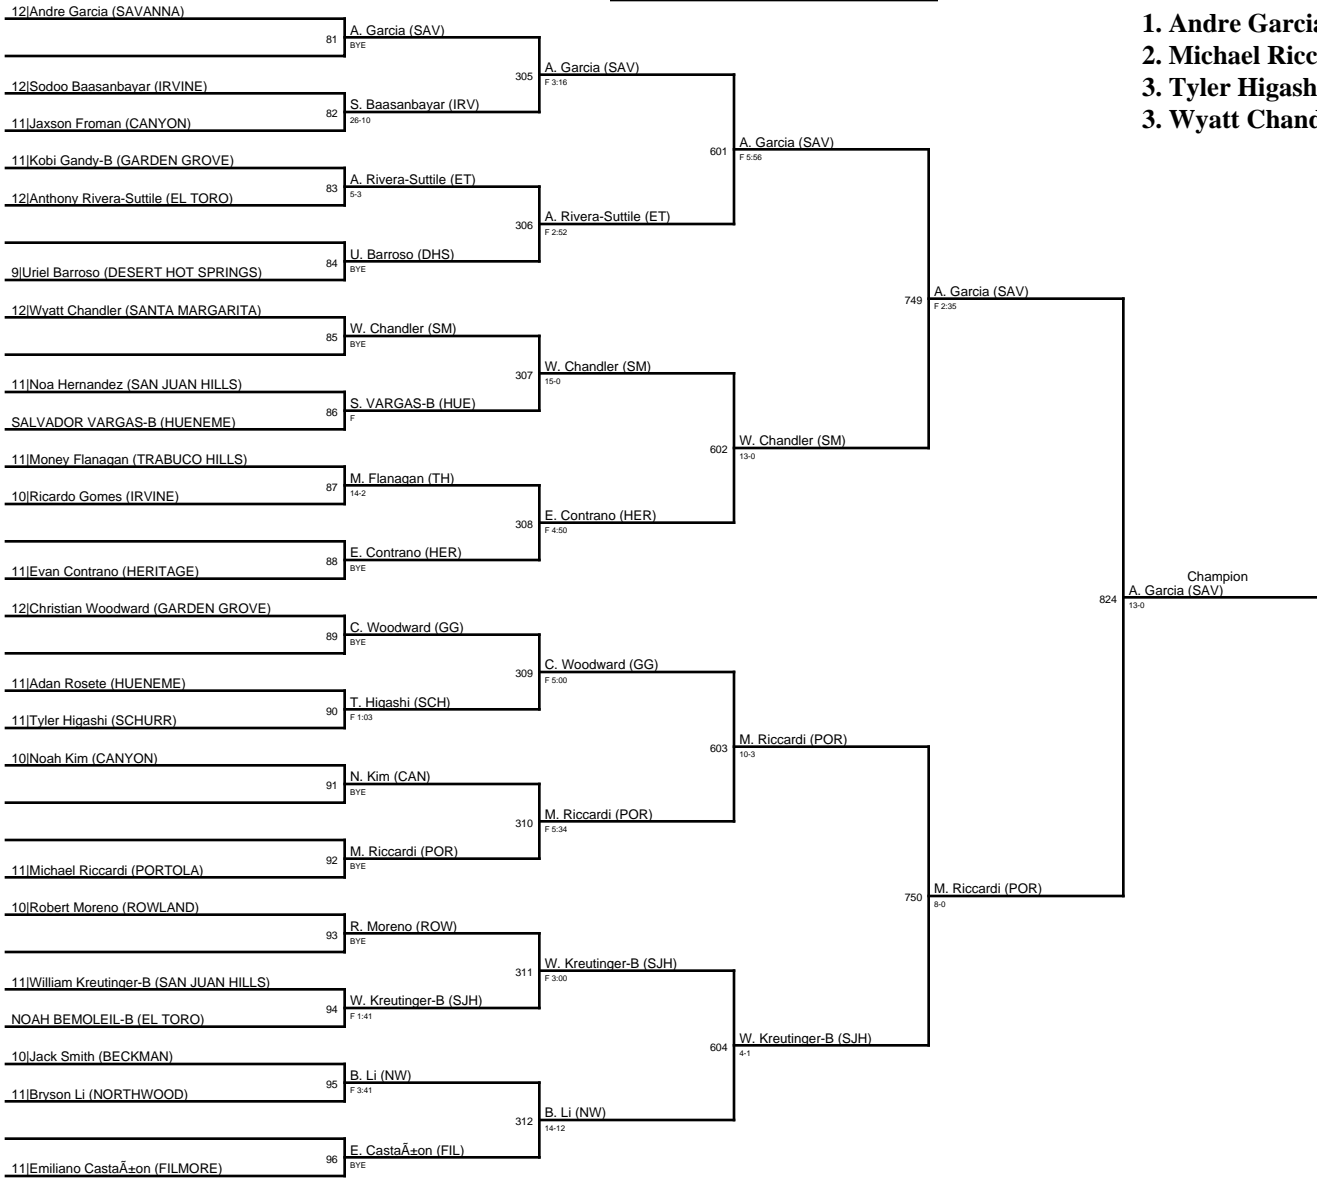 12|Andre Garcia (SAVANNA)
81
A. Garcia (SAV)
BYE
12|Sodoo Baasanbayar (IRVINE)
11|Jaxson Froman (CANYON)
82
S. Baasanbayar (IRV)
26-10
305
A. Garcia (SAV)
F 3:16
11|Kobi Gandy-B (GARDEN GROVE)
12|Anthony Rivera-Suttile (EL TORO)
83
A. Rivera-Suttile (ET)
5-3
9|Uriel Barroso (DESERT HOT SPRINGS)
84
U. Barroso (DHS)
BYE
306
A. Rivera-Suttile (ET)
F 2:52
601
A. Garcia (SAV)
F 5:56
12|Wyatt Chandler (SANTA MARGARITA)
85
W. Chandler (SM)
BYE
11|Noa Hernandez (SAN JUAN HILLS)
SALVADOR VARGAS-B (HUENEME)
86
S. VARGAS-B (HUE)
F
307
W. Chandler (SM)
15-0
11|Money Flanagan (TRABUCO HILLS)
10|Ricardo Gomes (IRVINE)
87
M. Flanagan (TH)
14-2
11|Evan Contrano (HERITAGE)
88
E. Contrano (HER)
BYE
308
E. Contrano (HER)
F 4:50
602
W. Chandler (SM)
13-0
749
A. Garcia (SAV)
F 2:35
12|Christian Woodward (GARDEN GROVE)
89
C. Woodward (GG)
BYE
11|Adan Rosete (HUENEME)
11|Tyler Higashi (SCHURR)
90
T. Higashi (SCH)
F 1:03
309
C. Woodward (GG)
F 5:00
10|Noah Kim (CANYON)
91
N. Kim (CAN)
BYE
11|Michael Riccardi (PORTOLA)
92
M. Riccardi (POR)
BYE
310
M. Riccardi (POR)
F 5:34
603
M. Riccardi (POR)
10-3
10|Robert Moreno (ROWLAND)
93
R. Moreno (ROW)
BYE
11|William Kreutinger-B (SAN JUAN HILLS)
NOAH BEMOLEIL-B (EL TORO)
94
W. Kreutinger-B (SJH)
F 1:41
311
W. Kreutinger-B (SJH)
F 3:00
10|Jack Smith (BECKMAN)
11|Bryson Li (NORTHWOOD)
95
B. Li (NW)
F 3:41
11|Emiliano CastaÃ±on (FILMORE)
96
E. CastaÃ±on (FIL)
BYE
312
B. Li (NW)
14-12
604
W. Kreutinger-B (SJH)
4-1
750
M. Riccardi (POR)
8-0
824
Champion
A. Garcia (SAV)
13-0
1. Andre Garcia
2. Michael Ricc
3. Tyler Higash
3. Wyatt Chand